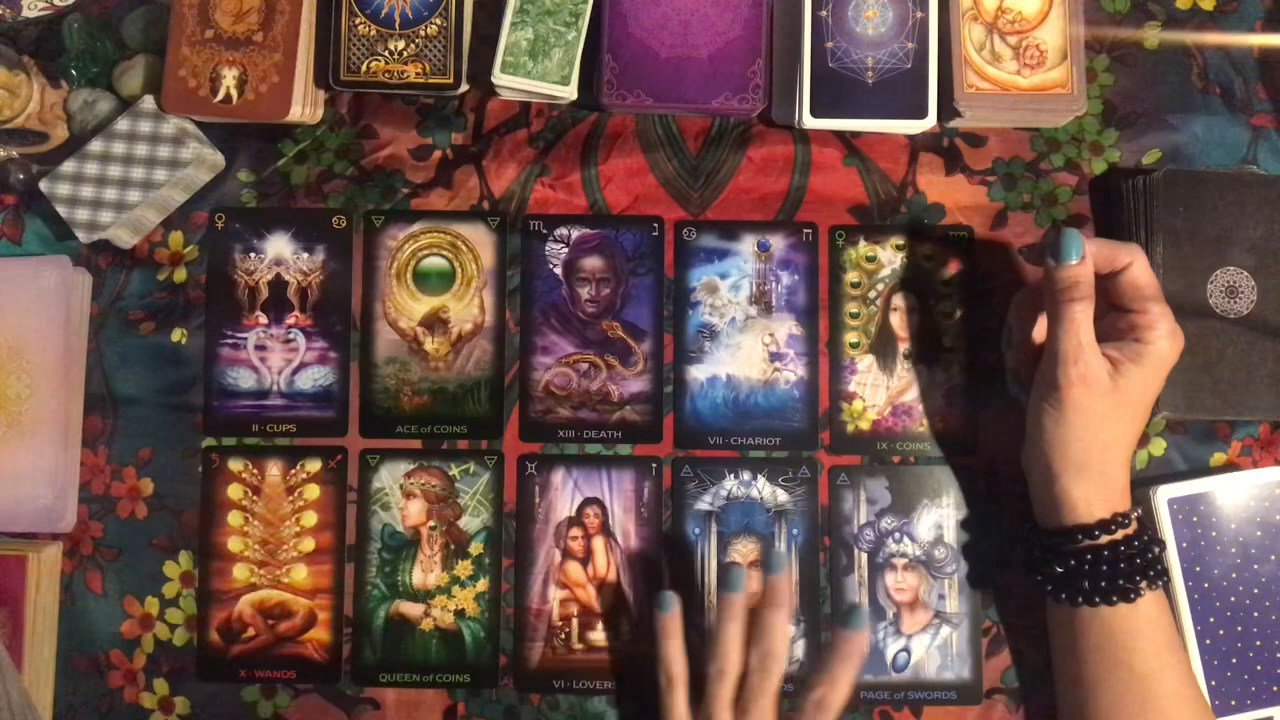 II · CUPS
ACE of COINS
XIII · DEATH
VII · CHARIOT
IX · COINS
X · WANDS
QUEEN of COINS
VI · LOVERS
PAGE of SWORDS